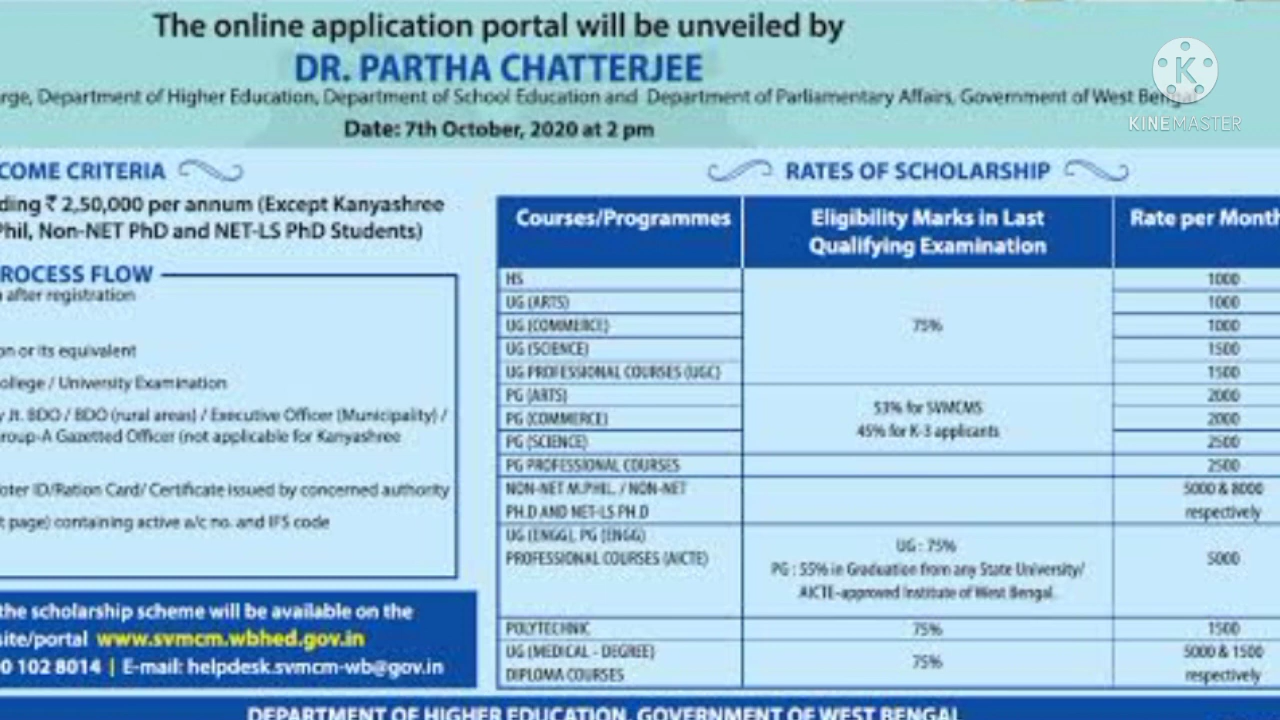 The online application portal will be unveiled by
DR. PARTHA CHATTERJEE
rge, Department of Higher Education, Department of School Education and Department of Parliamentary Affairs, Government of West Bengal
Date: 7th October, 2020 at 2 pm
K
KINEMASTER
COME CRITERIA
ding ₹ 2,50,000 per annum (Except Kanyashree
Phil, Non-NET PhD and NET-LS PhD Students)
ROCESS FLOW
after registration
on or its equivalent
ollege / University Examination
y Jt. BDO / BDO (rural areas) / Executive Officer (Municipality) /
roup-A Gazetted Officer (not applicable for Kanyashree
oter ID/Ration Card/ Certificate issued by concerned authority
t page) containing active a/c no. and IFS code
the scholarship scheme will be available on the
site/portal www.svmcm.wbhed.gov.in
0 102 8014 | E-mail: helpdesk.svmcm-wb@gov.in
RATES OF SCHOLARSHIP
Courses/Programmes
Eligibility Marks in Last
Qualifying Examination
Rate per Month
HS 1000
UG (ARTS) 1000
UG (COMMERCE) 75% 1000
UG (SCIENCE) 1500
UG PROFESSIONAL COURSES (UGC) 1500
PG (ARTS) 2000
53% for SVMCMS
PG (COMMERCE) 2000
45% for K-3 applicants
PG (SCIENCE) 2500
PG PROFESSIONAL COURSES 2500
NON-NET M.PHIL. / NON-NET 5000 & 8000
PH.D AND NET-LS PH.D respectively
UG (ENGG), PG (ENGG)
UG : 75%
PROFESSIONAL COURSES (AICTE) 5000
PG : 55% in Graduation from any State University/
AICTE-approved Institute of West Bengal.
POLYTECHNIC 75% 1500
UG (MEDICAL - DEGREE) 5000 & 1500
75%
DIPLOMA COURSES respectively
DEPARTMENT OF HIGHER EDUCATION, GOVERNMENT OF WEST BENGAL